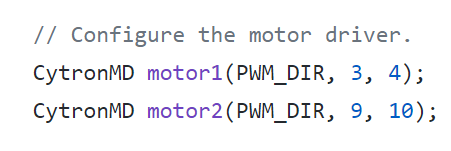 // Configure the motor driver.
CytronMD motor1(PWM_DIR, 3, 4);
CytronMD motor2(PWM_DIR, 9, 10);